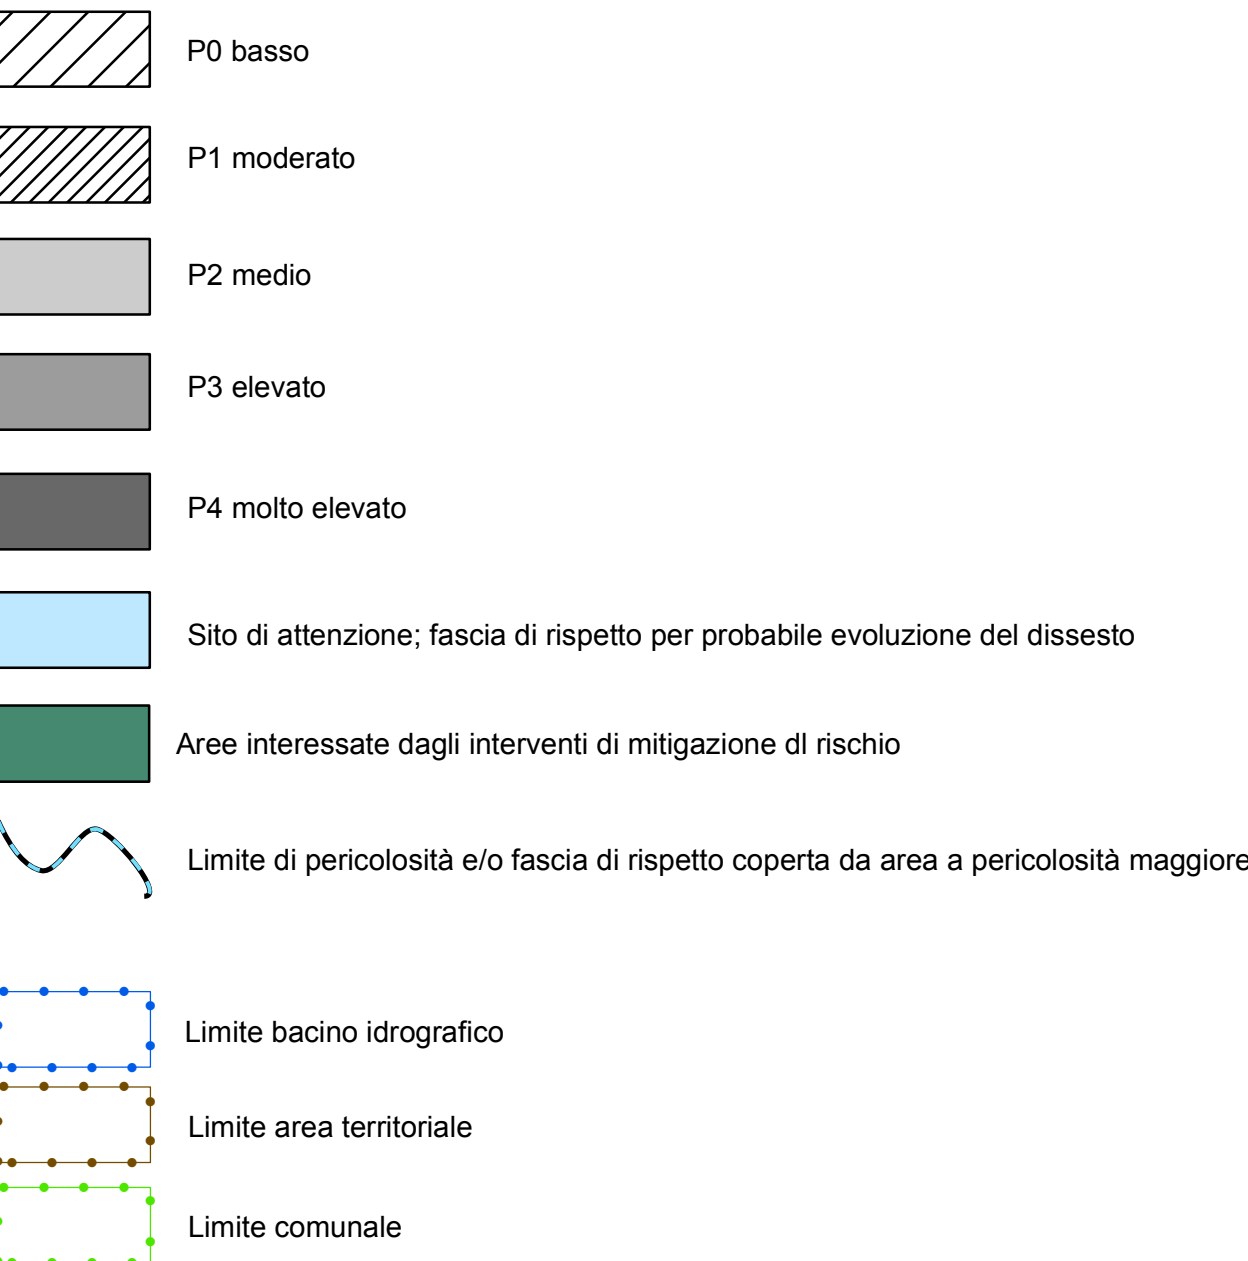 P0 basso
P1 moderato
P2 medio
P3 elevato
P4 molto elevato
Sito di attenzione; fascia di rispetto per probabile evoluzione del dissesto
Aree interessate dagli interventi di mitigazione dl rischio
Limite di pericolosità e/o fascia di rispetto coperta da area a pericolosità maggiore
Limite bacino idrografico
Limite area territoriale
Limite comunale